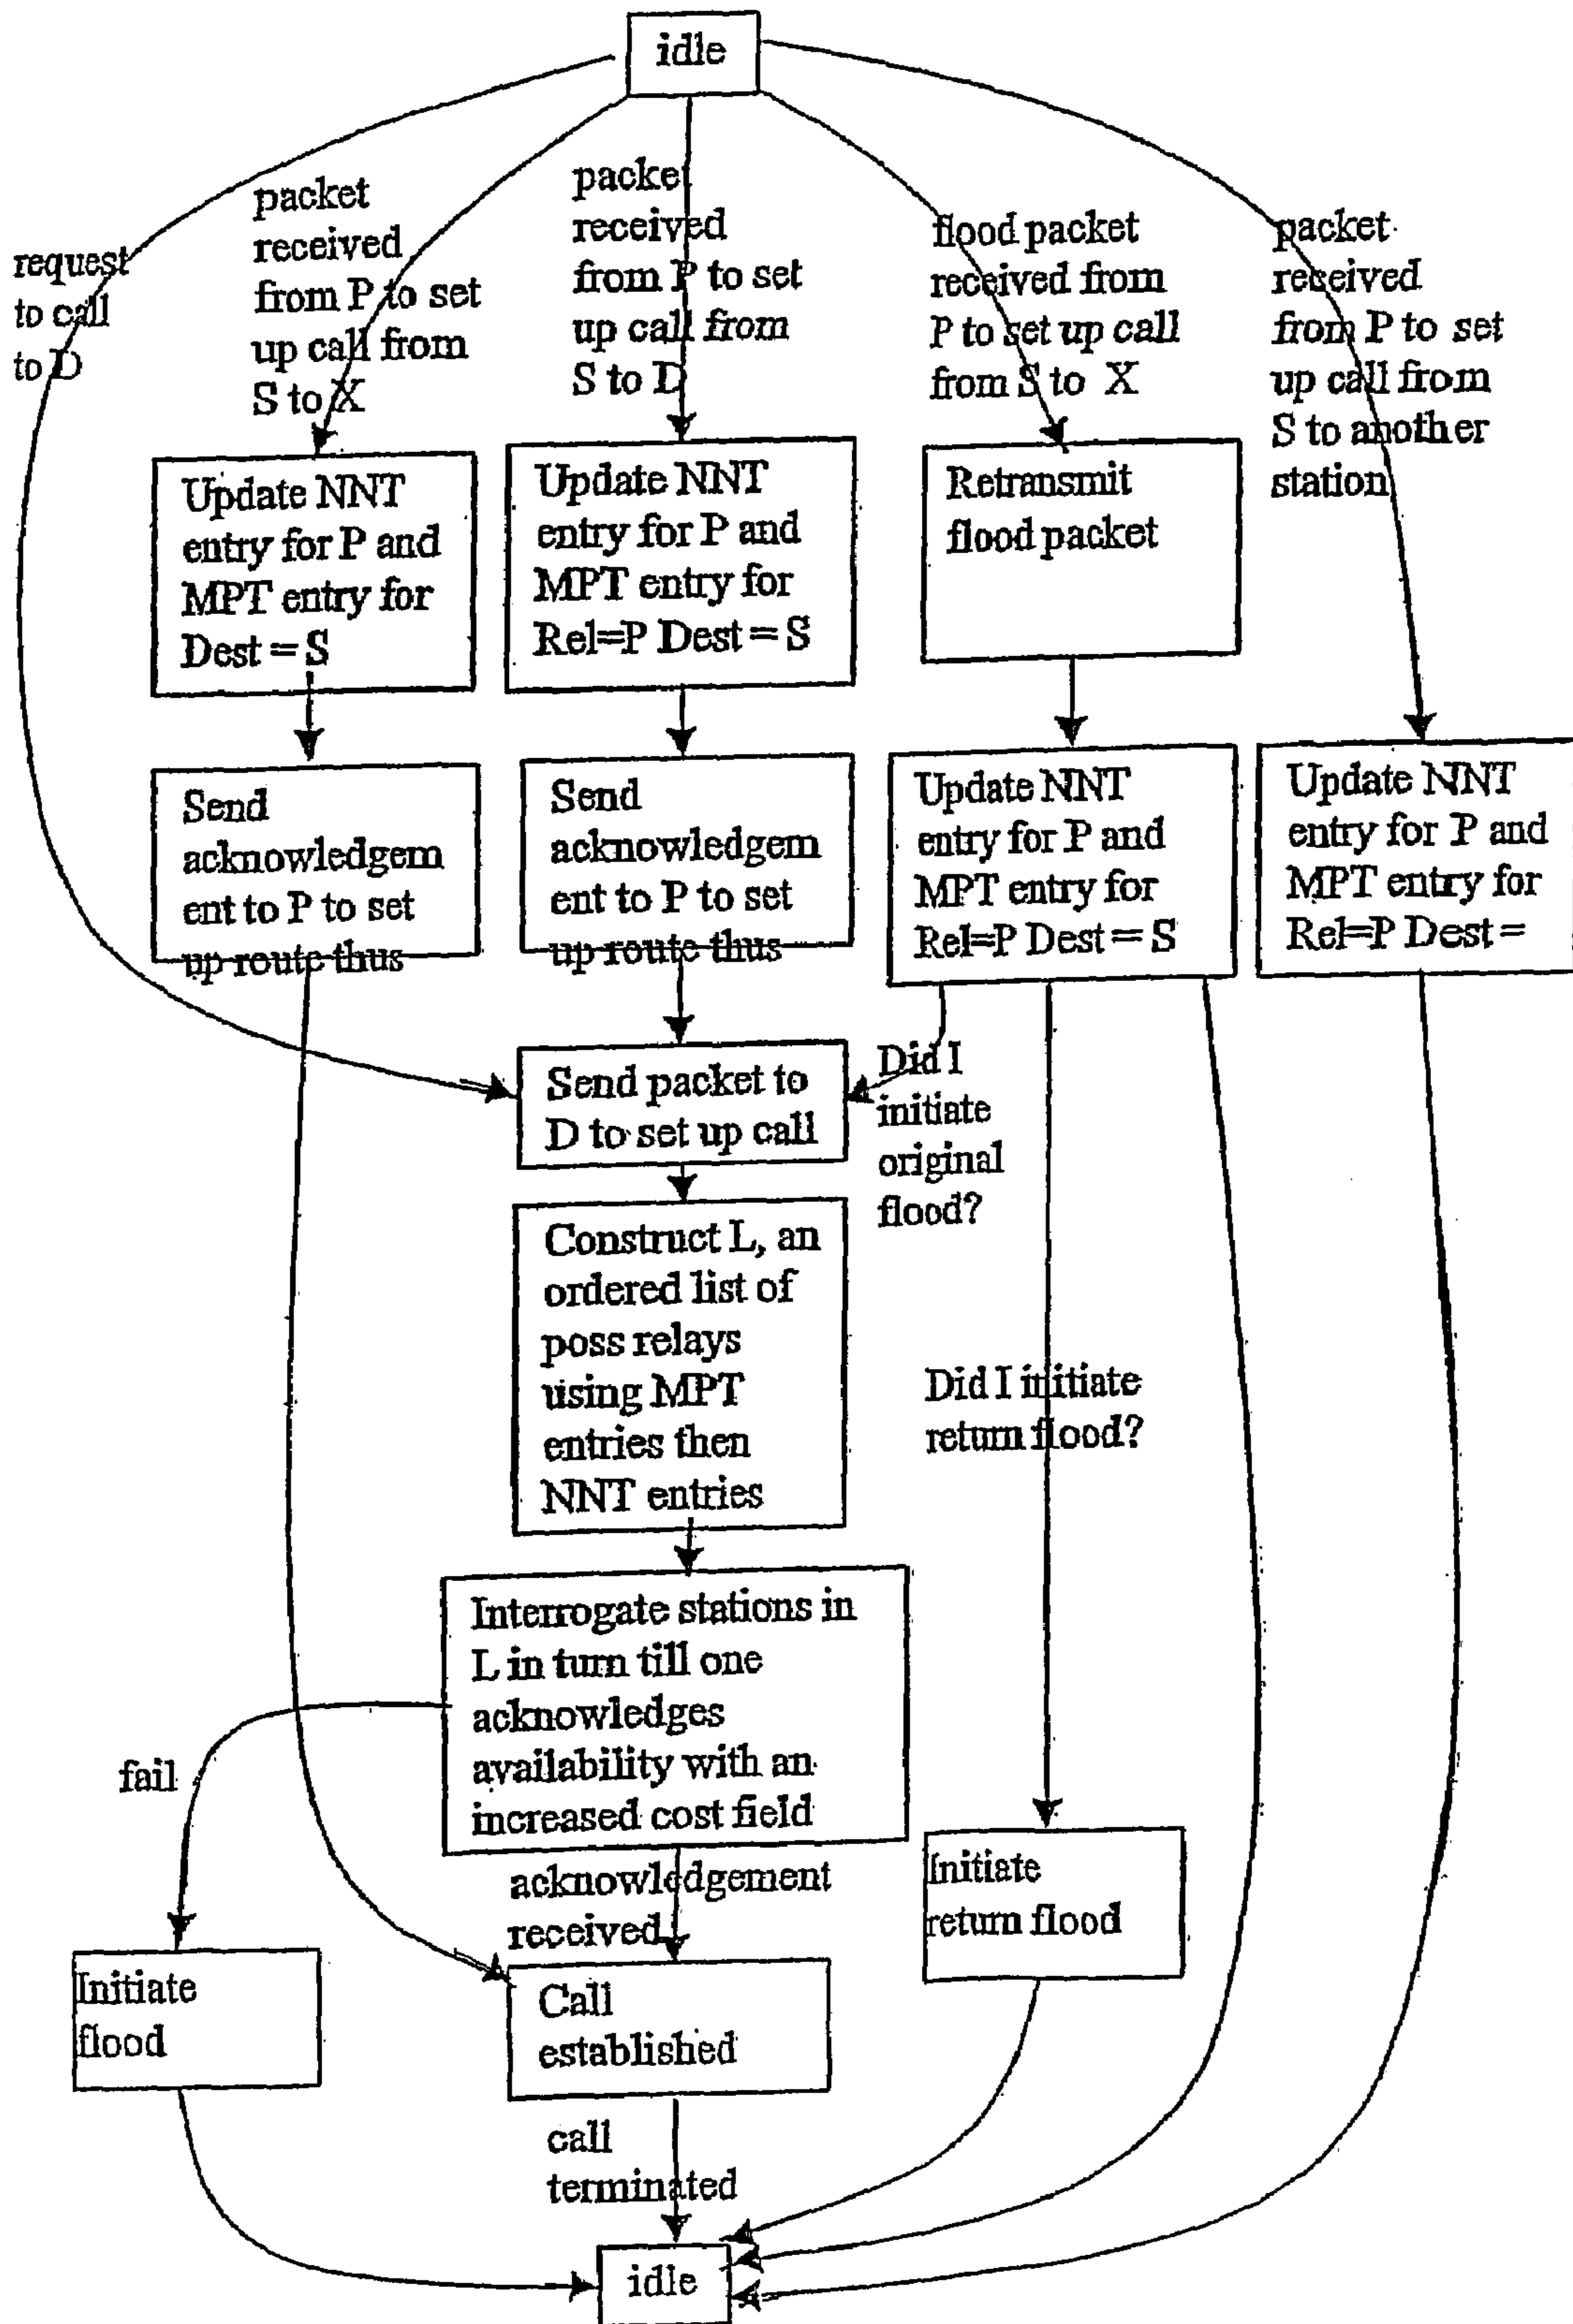 idle
request
to call
to D
packet
received
from P to set
up call from
S to X
packet
received
from P to set
up call from
S to D
flood packet
received from
P to set up call
from S to X
packet
received
from P to set
up call from
S to another
station
Update NNT
entry for P and
MPT entry for
Dest = S
Update NNT
entry for P and
MPT entry for
Rel=P Dest = S
Retransmit
flood packet
Send
acknowledgem
ent to P to set
up route thus
Send
acknowledgem
ent to P to set
up route thus
Update NNT
entry for P and
MPT entry for
Rel=P Dest = S
Update NNT
entry for P and
MPT entry for
Rel=P Dest =
Send packet to
D to set up call
Did I
initiate
original
flood?
Construct L, an
ordered list of
poss relays
using MPT
entries then
NNT entries
Did I initiate
return flood?
Interrogate stations in
L in turn till one
acknowledges
availability with an
increased cost field
fail
acknowledgement
received
Initiate
return flood
Initiate
flood
Call
established
call
terminated
idle